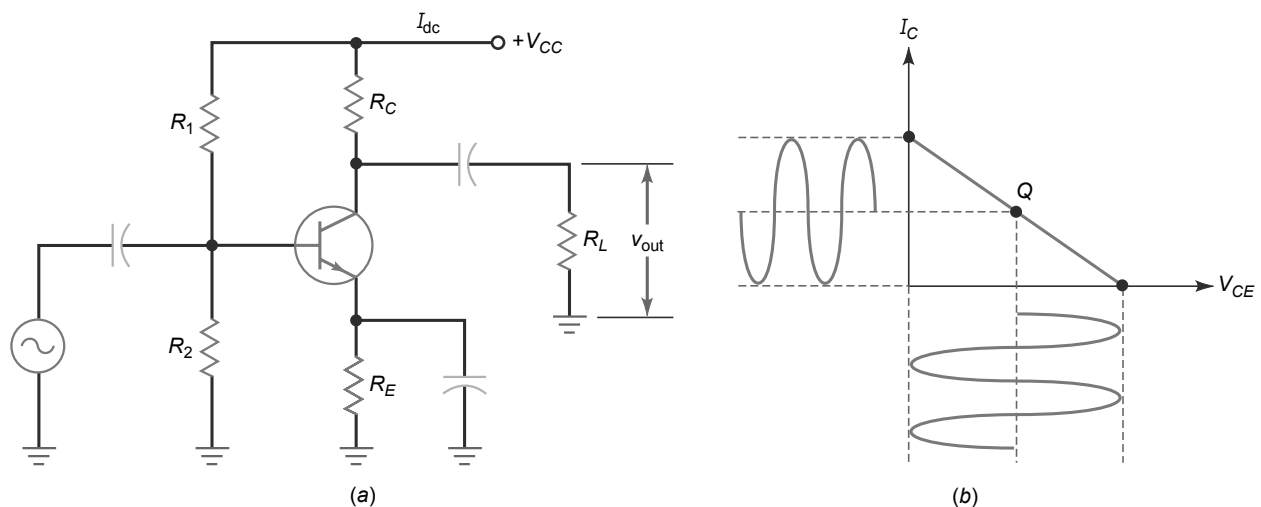 I_dc
+V_CC
R_1
R_C
R_L
v_out
R_2
R_E
(a)
I_C
Q
V_CE
(b)